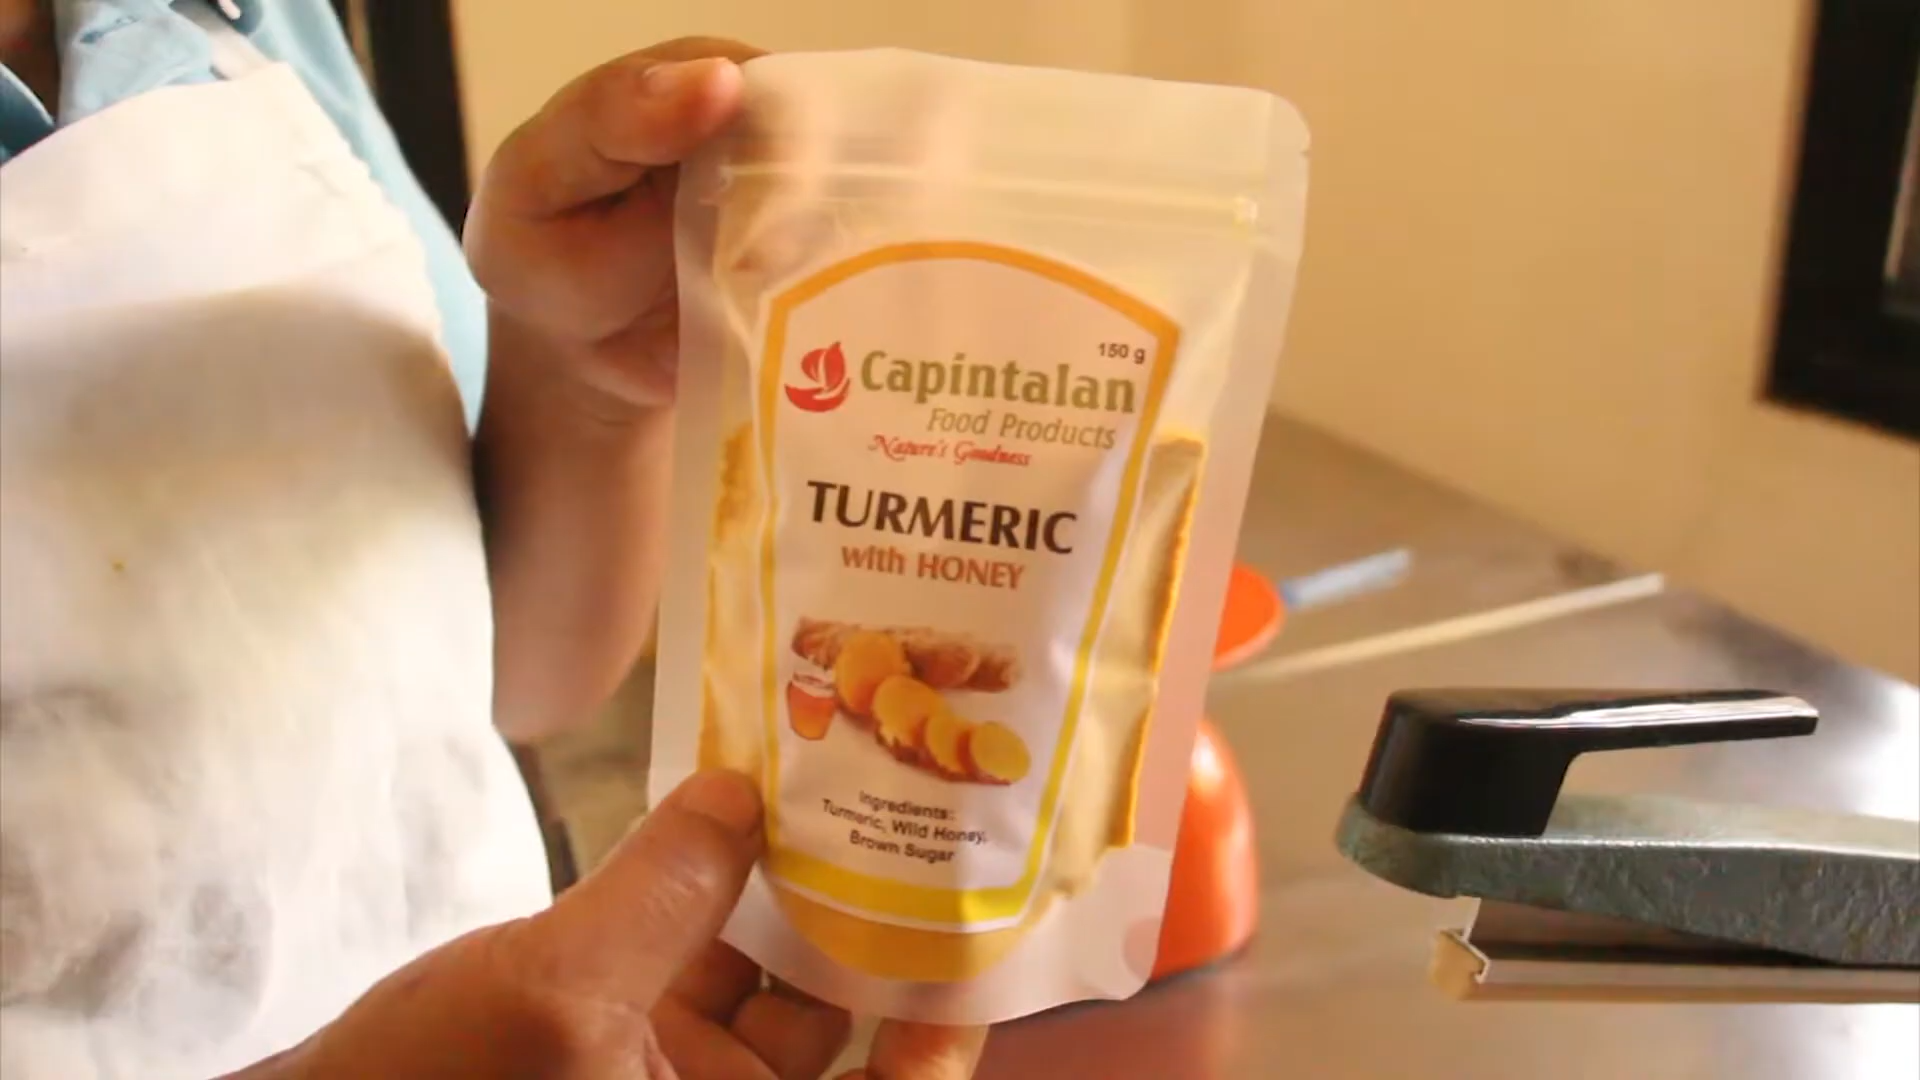 150 g
Capintalan
Food Products
Nature's Goodness
TURMERIC
with HONEY
Ingredients:
Turmeric, Wild Honey,
Brown Sugar